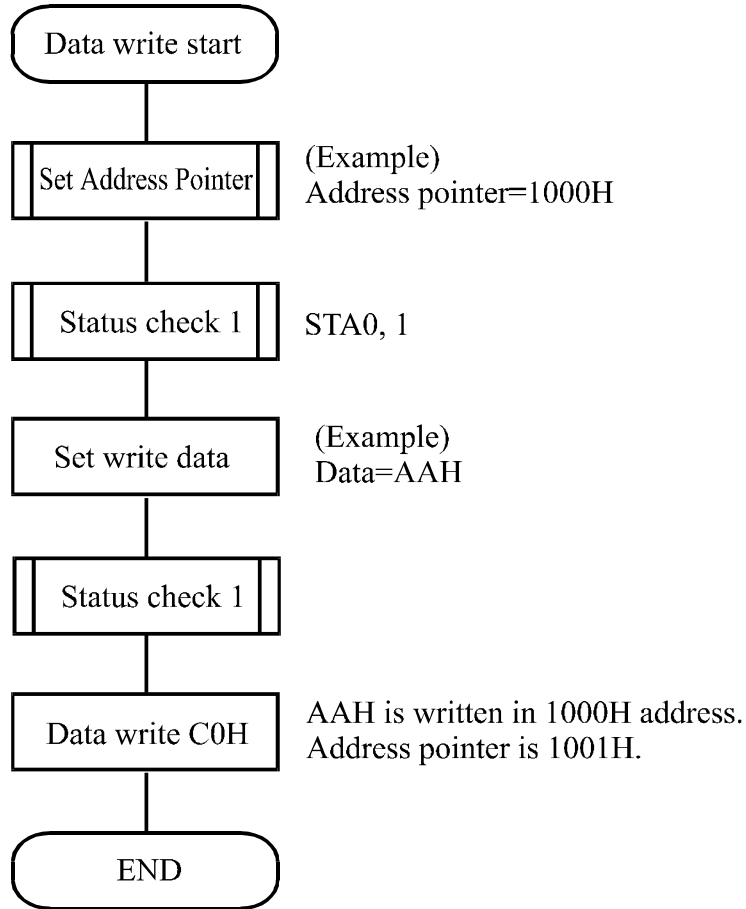 Data write start
Set Address Pointer
(Example)
Address pointer=1000H
Status check 1
STA0, 1
Set write data
(Example)
Data=AAH
Status check 1
Data write C0H
AAH is written in 1000H address.
Address pointer is 1001H.
END